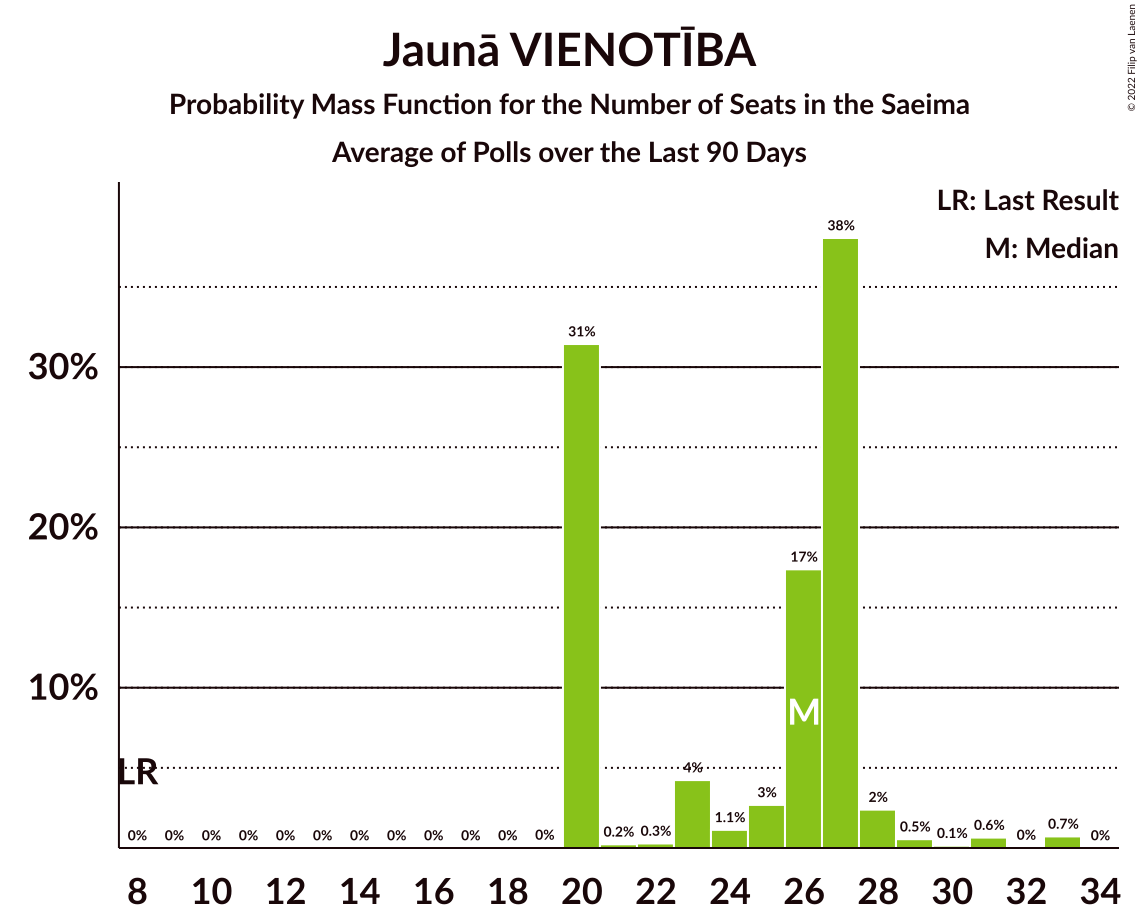 Jaunā VIENOTĪBA
Probability Mass Function for the Number of Seats in the Saeima
Average of Polls over the Last 90 Days
© 2022 Filip van Laenen
LR: Last Result
M: Median
30%
20%
10%
0% 0% 0% 0% 0% 0% 0% 0% 0% 0% 0% 0% 31% 0.2% 0.3% 4% 1.1% 3% 17% 38% 2% 0.5% 0.1% 0.6% 0% 0.7% 0%
LR
M
8 10 12 14 16 18 20 22 24 26 28 30 32 34